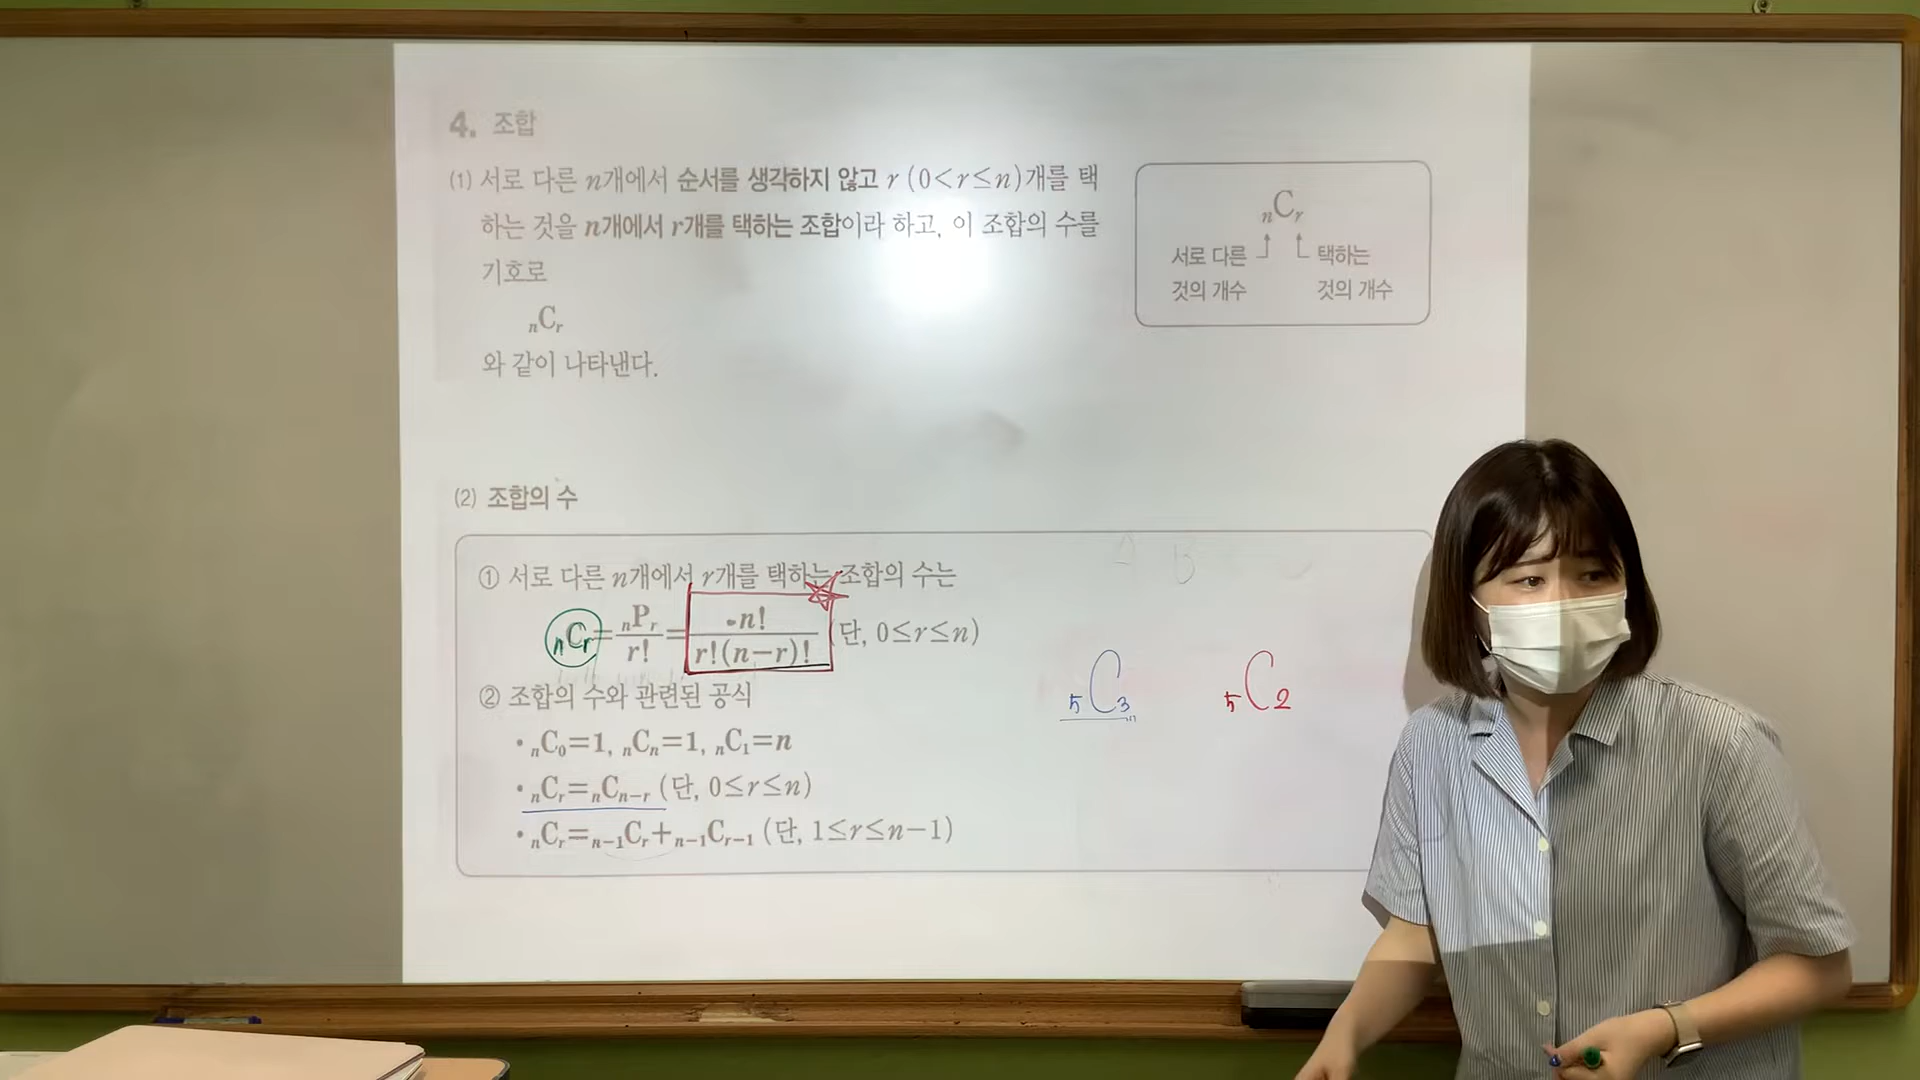 4. 조합
(1) 서로 다른 n개에서 순서를 생각하지 않고 r (0<r≤n)개를 택
하는 것을 n개에서 r개를 택하는 조합이라 하고, 이 조합의 수를
기호로
ₙCᵣ
와 같이 나타낸다.
ₙCᵣ
서로 다른 것의 개수
택하는 것의 개수
(2) 조합의 수
① 서로 다른 n개에서 r개를 택하는 조합의 수는
ₙCᵣ=ₙPᵣ/r!=n!/r!(n−r)! (단, 0≤r≤n)
② 조합의 수와 관련된 공식
• ₙC₀=1, ₙCₙ=1, ₙC₁=n
• ₙCᵣ=ₙCₙ₋ᵣ (단, 0≤r≤n)
• ₙCᵣ=ₙ₋₁Cᵣ+ₙ₋₁Cᵣ₋₁ (단, 1≤r≤n−1)
A B
₅C₃ ₅C₂